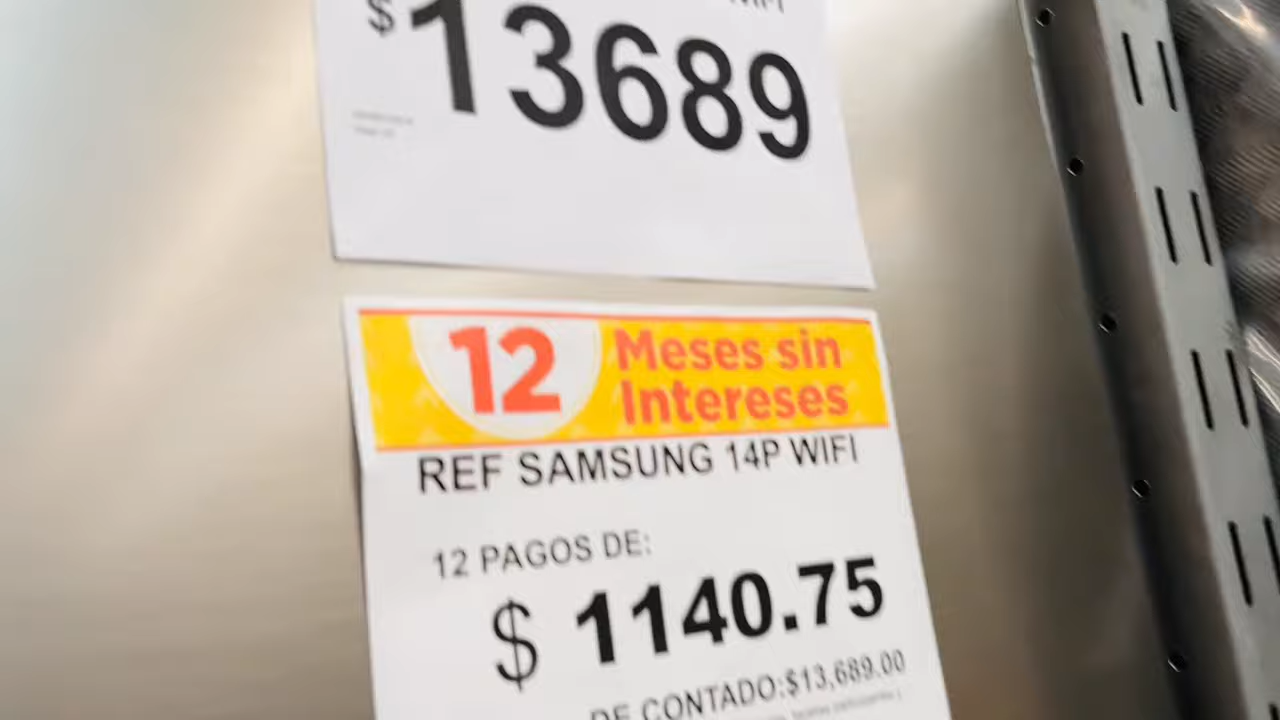 $13689
12 Meses sin
Intereses
REF SAMSUNG 14P WIFI
12 PAGOS DE:
$ 1140.75
DE CONTADO:$13,689.00